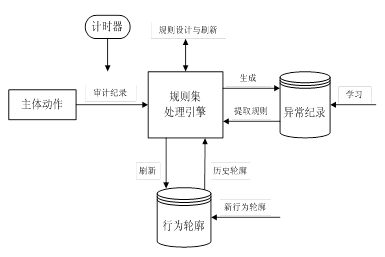 计时器
规则设计与刷新
生成
主体动作
审计纪录
规则集
处理引擎
提取规则
异常纪录
学习
刷新
历史轮廓
新行为轮廓
行为轮廓